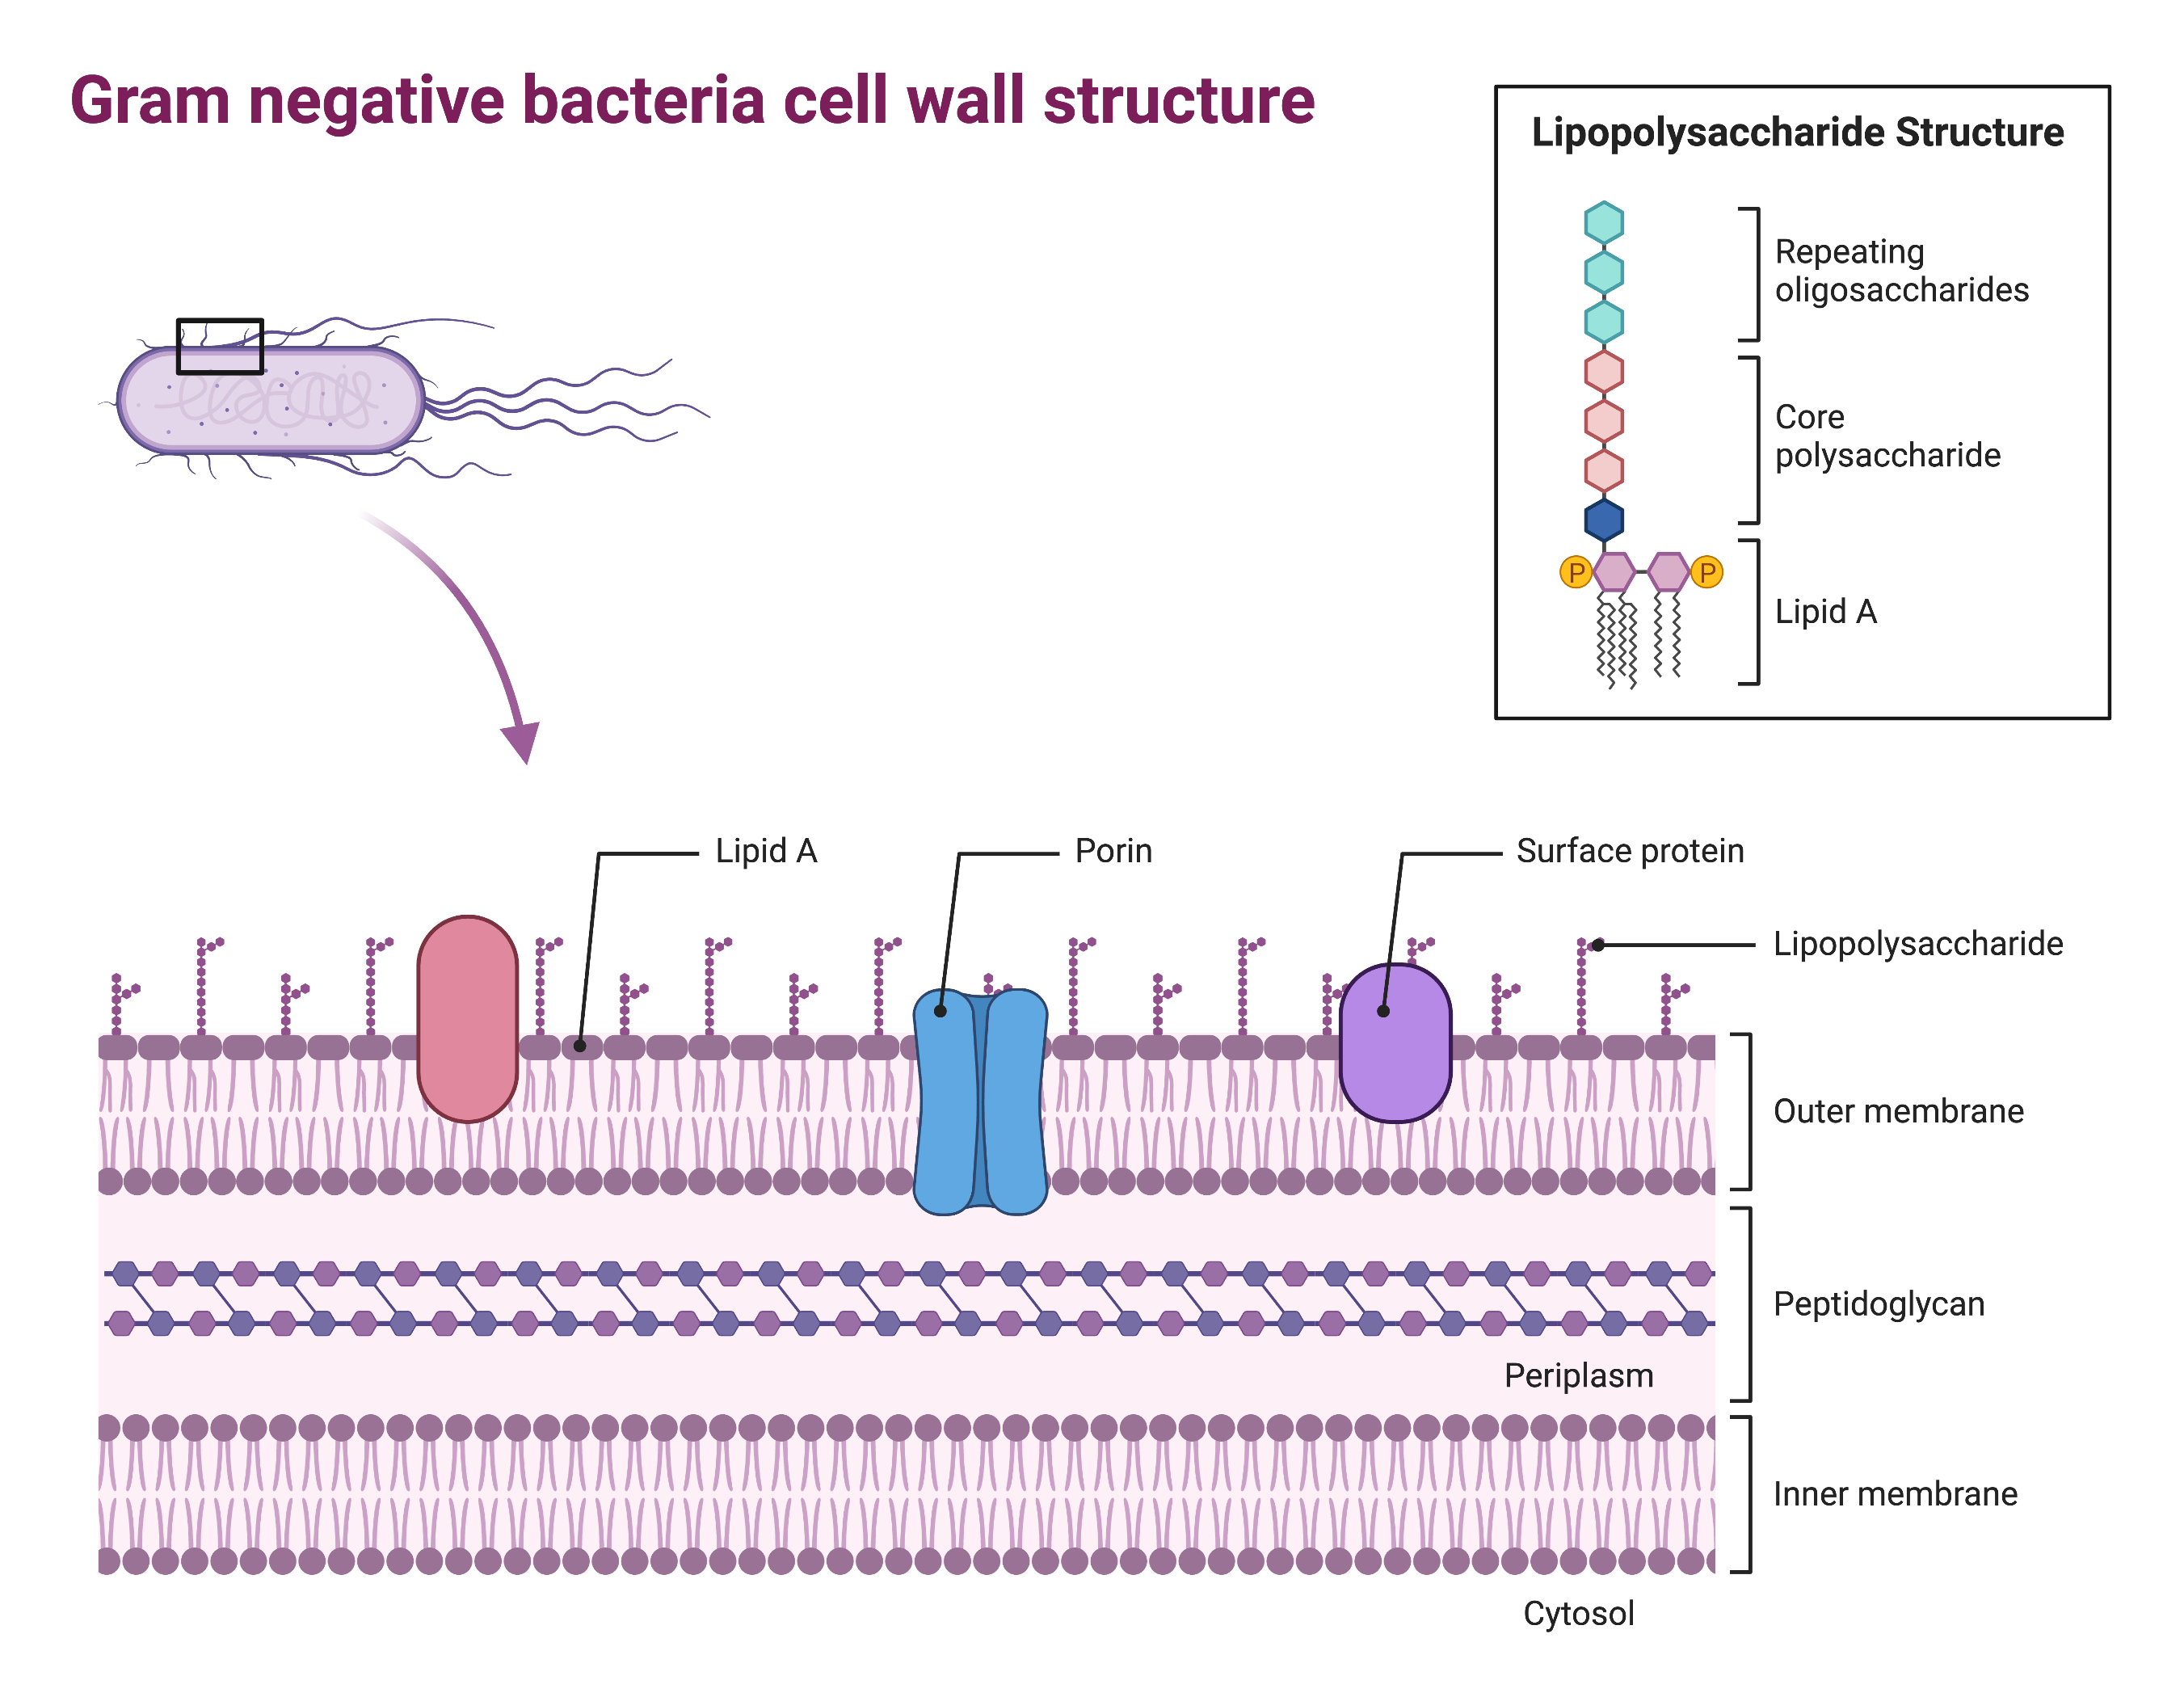 Gram negative bacteria cell wall structure
Lipopolysaccharide Structure
Repeating
oligosaccharides
Core
polysaccharide
P
P
Lipid A
Lipid A
Porin
Surface protein
Lipopolysaccharide
Outer membrane
Peptidoglycan
Periplasm
Inner membrane
Cytosol